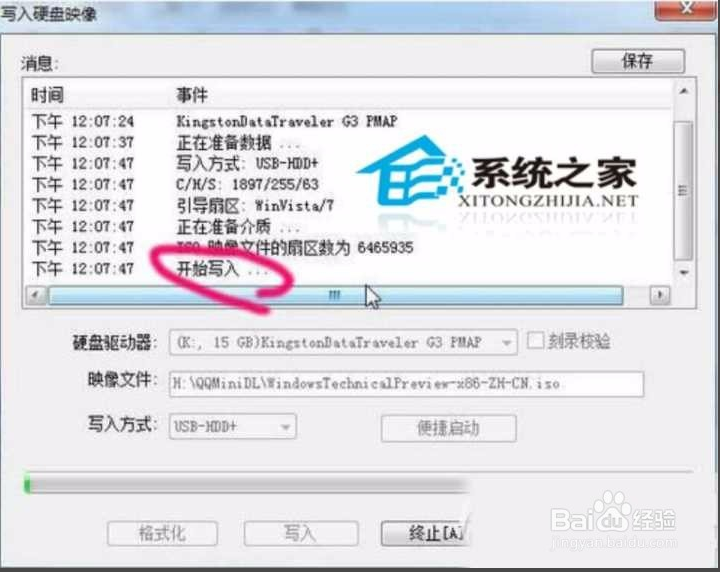 写入硬盘映像
消息:
保存
时间 事件
下午 12:07:24 KingstonDataTraveler G3 PMAP
下午 12:07:37 正在准备数据 ...
下午 12:07:47 写入方式: USB-HDD+
下午 12:07:47 C/H/S: 1897/255/63
下午 12:07:47 引导扇区: WinVista/7
下午 12:07:47 正在准备介质 ...
下午 12:07:47 ISO 映像文件的扇区数为 6465935
下午 12:07:47 开始写入 ...
系统之家
XITONGZHIJIA.NET
硬盘驱动器: (K:, 15 GB)KingstonDataTraveler G3 PMAP 刻录校验
映像文件: H:\QQMiniDL\WindowsTechnicalPreview-x86-ZH-CN.iso
写入方式: USB-HDD+ 便捷启动
格式化 写入 终止[A]
Baidu经验
jingyan.baidu.com